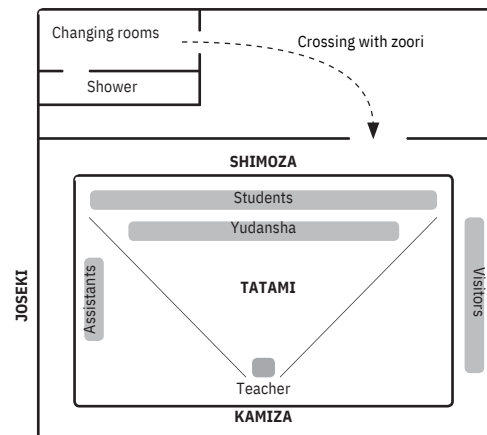 Changing rooms
Crossing with zoori
Shower
SHIMOZA
Students
Yudansha
JOSEKI
Assistants
TATAMI
Visitors
Teacher
KAMIZA